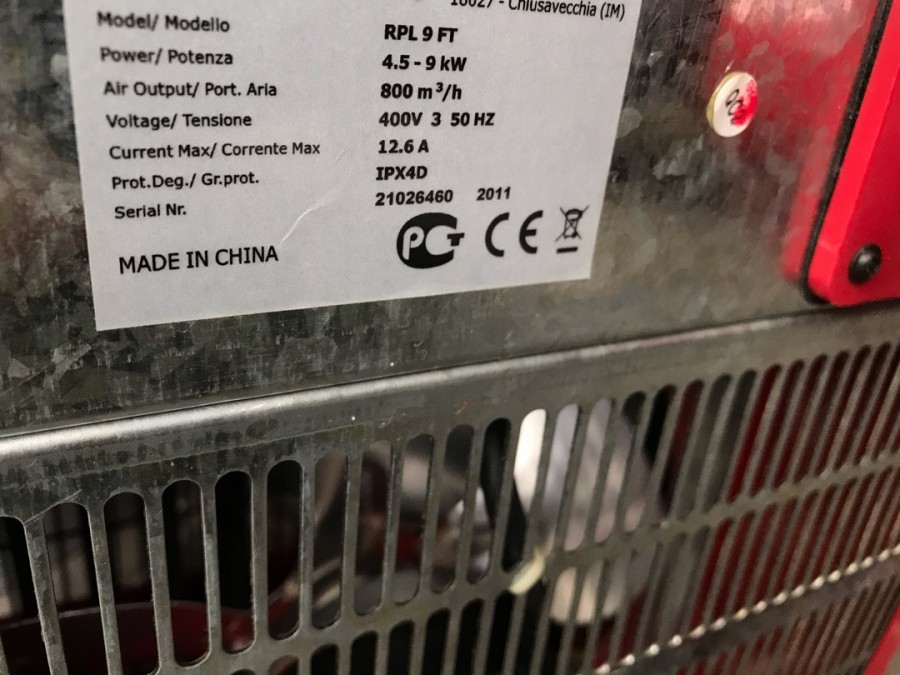 18027 - Chiusavecchia (IM)
Model/ Modello RPL 9 FT
Power/ Potenza 4.5 - 9 kW
Air Output/ Port. Aria 800 m³/h
Voltage/ Tensione 400V 3 50 HZ
Current Max/ Corrente Max 12.6 A
Prot.Deg./ Gr.prot. IPX4D
Serial Nr. 21026460 2011
MADE IN CHINA PCT CE